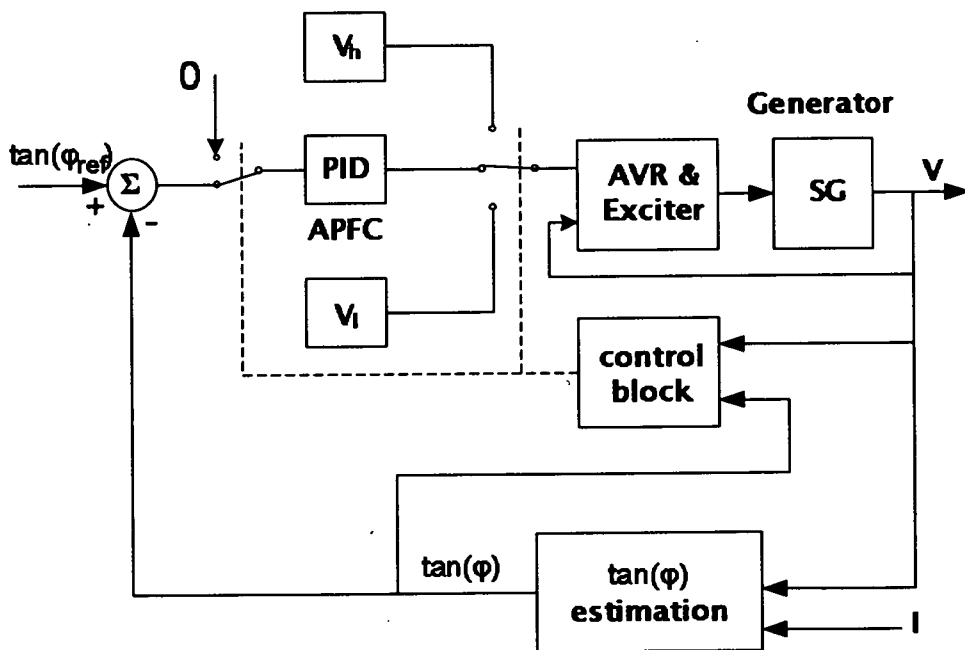 Vh
0
Generator
tan(φref)
Σ
+
-
PID
APFC
AVR &
Exciter
SG
V
Vl
control
block
tan(φ)
tan(φ)
estimation
I